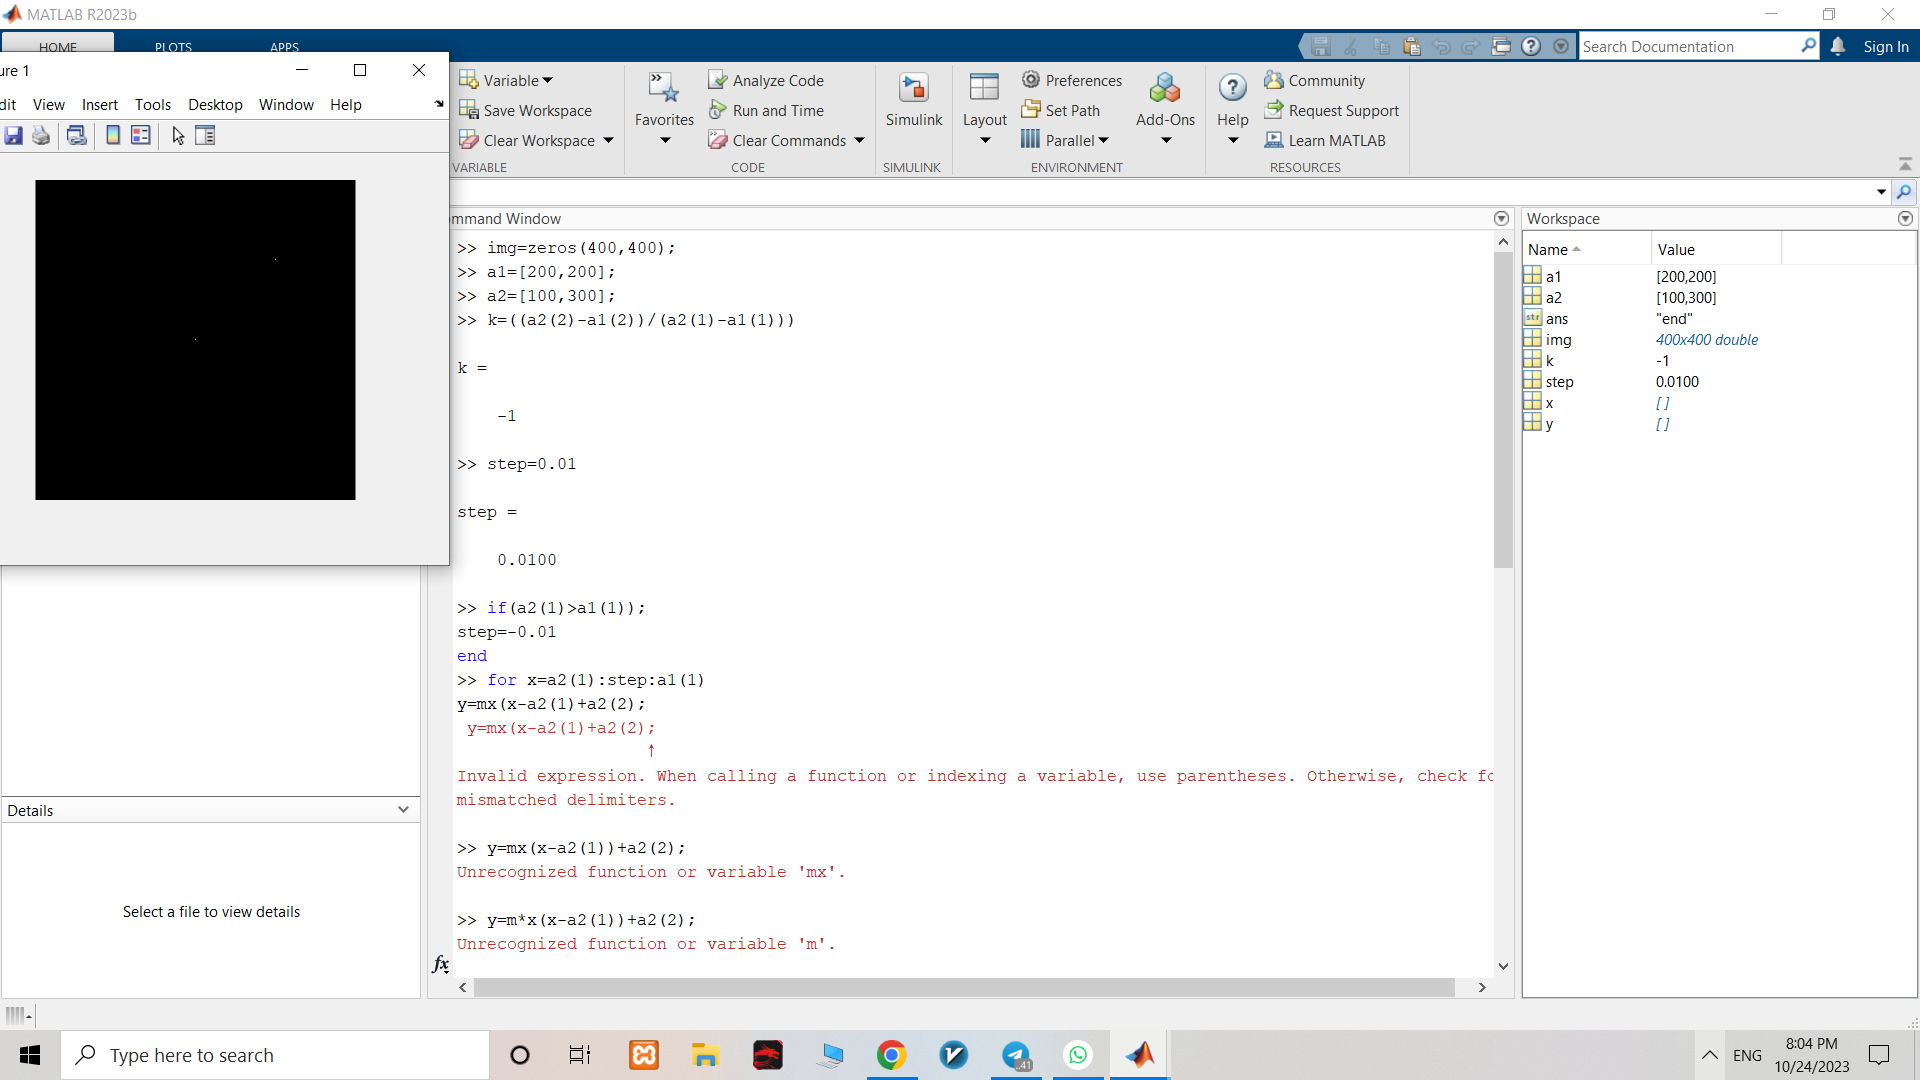 MATLAB R2023b
HOME
PLOTS
APPS
Search Documentation
Sign In
ure 1
dit
View
Insert
Tools
Desktop
Window
Help
Variable
Save Workspace
Clear Workspace
VARIABLE
Favorites
Analyze Code
Run and Time
Clear Commands
CODE
Simulink
SIMULINK
Layout
Preferences
Set Path
Parallel
Add-Ons
ENVIRONMENT
Help
Community
Request Support
Learn MATLAB
RESOURCES
mmand Window
>> img=zeros(400,400);
>> a1=[200,200];
>> a2=[100,300];
>> k=((a2(2)-a1(2))/(a2(1)-a1(1)))
k =
-1
>> step=0.01
step =
0.0100
>> if(a2(1)>a1(1));
step=-0.01
end
>> for x=a2(1):step:a1(1)
y=mx(x-a2(1)+a2(2);
y=mx(x-a2(1)+a2(2);
↑
Invalid expression. When calling a function or indexing a variable, use parentheses. Otherwise, check fo
mismatched delimiters.
>> y=mx(x-a2(1))+a2(2);
Unrecognized function or variable 'mx'.
>> y=m*x(x-a2(1))+a2(2);
Unrecognized function or variable 'm'.
fx
Workspace
Name
Value
a1
[200,200]
a2
[100,300]
str
ans
"end"
img
400x400 double
k
-1
step
0.0100
x
[]
y
[]
Details
Select a file to view details
Type here to search
41
ENG
8:04 PM
10/24/2023